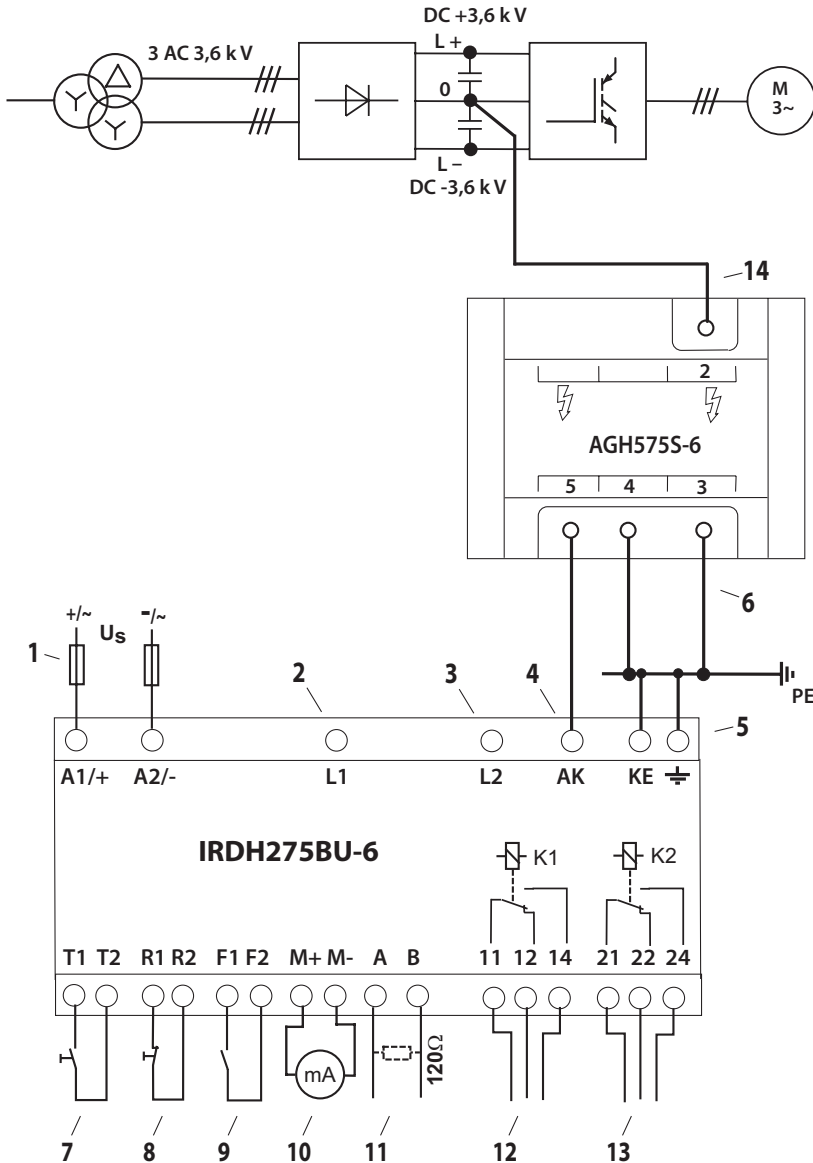 DC +3,6 k V
3 AC 3,6 k V
L +
0
L –
DC -3,6 k V
M
3~
14
2
AGH575S-6
5 4 3
6
+/~ Us -/~
1
2
3
4
PE
5
A1/+ A2/- L1 L2 AK KE
IRDH275BU-6
K1 K2
T1 T2 R1 R2 F1 F2 M+ M- A B 11 12 14 21 22 24
mA
120Ω
7 8 9 10 11 12 13